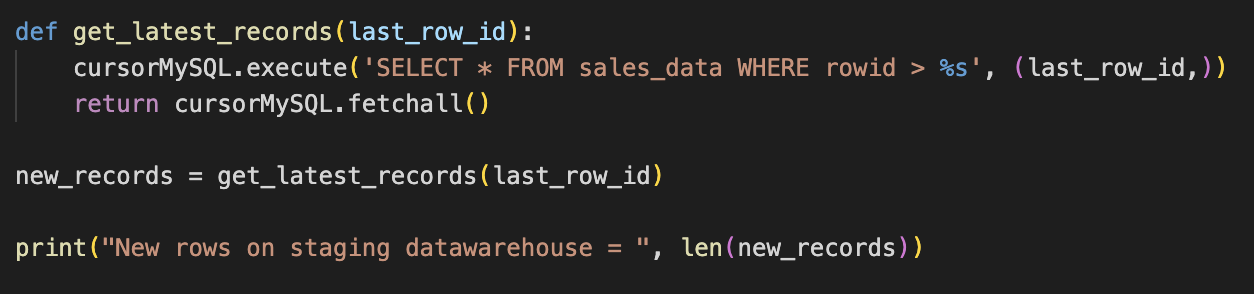 def get_latest_records(last_row_id):
    cursorMySQL.execute('SELECT * FROM sales_data WHERE rowid > %s', (last_row_id,))
    return cursorMySQL.fetchall()
new_records = get_latest_records(last_row_id)
print("New rows on staging datawarehouse = ", len(new_records))